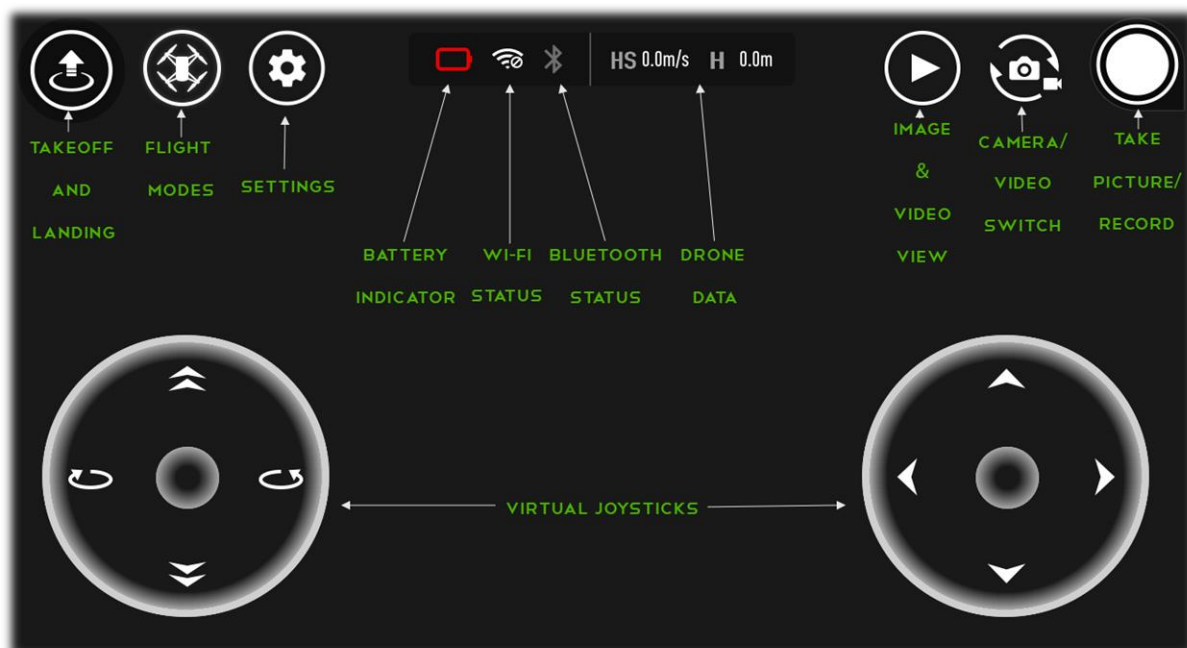 HS 0.0m/s H 0.0m
TAKEOFF
AND
LANDING
FLIGHT
MODES
SETTINGS
BATTERY
INDICATOR
WI-FI
STATUS
BLUETOOTH
STATUS
DRONE
DATA
IMAGE
&
VIDEO
VIEW
CAMERA/
VIDEO
SWITCH
TAKE
PICTURE/
RECORD
VIRTUAL JOYSTICKS